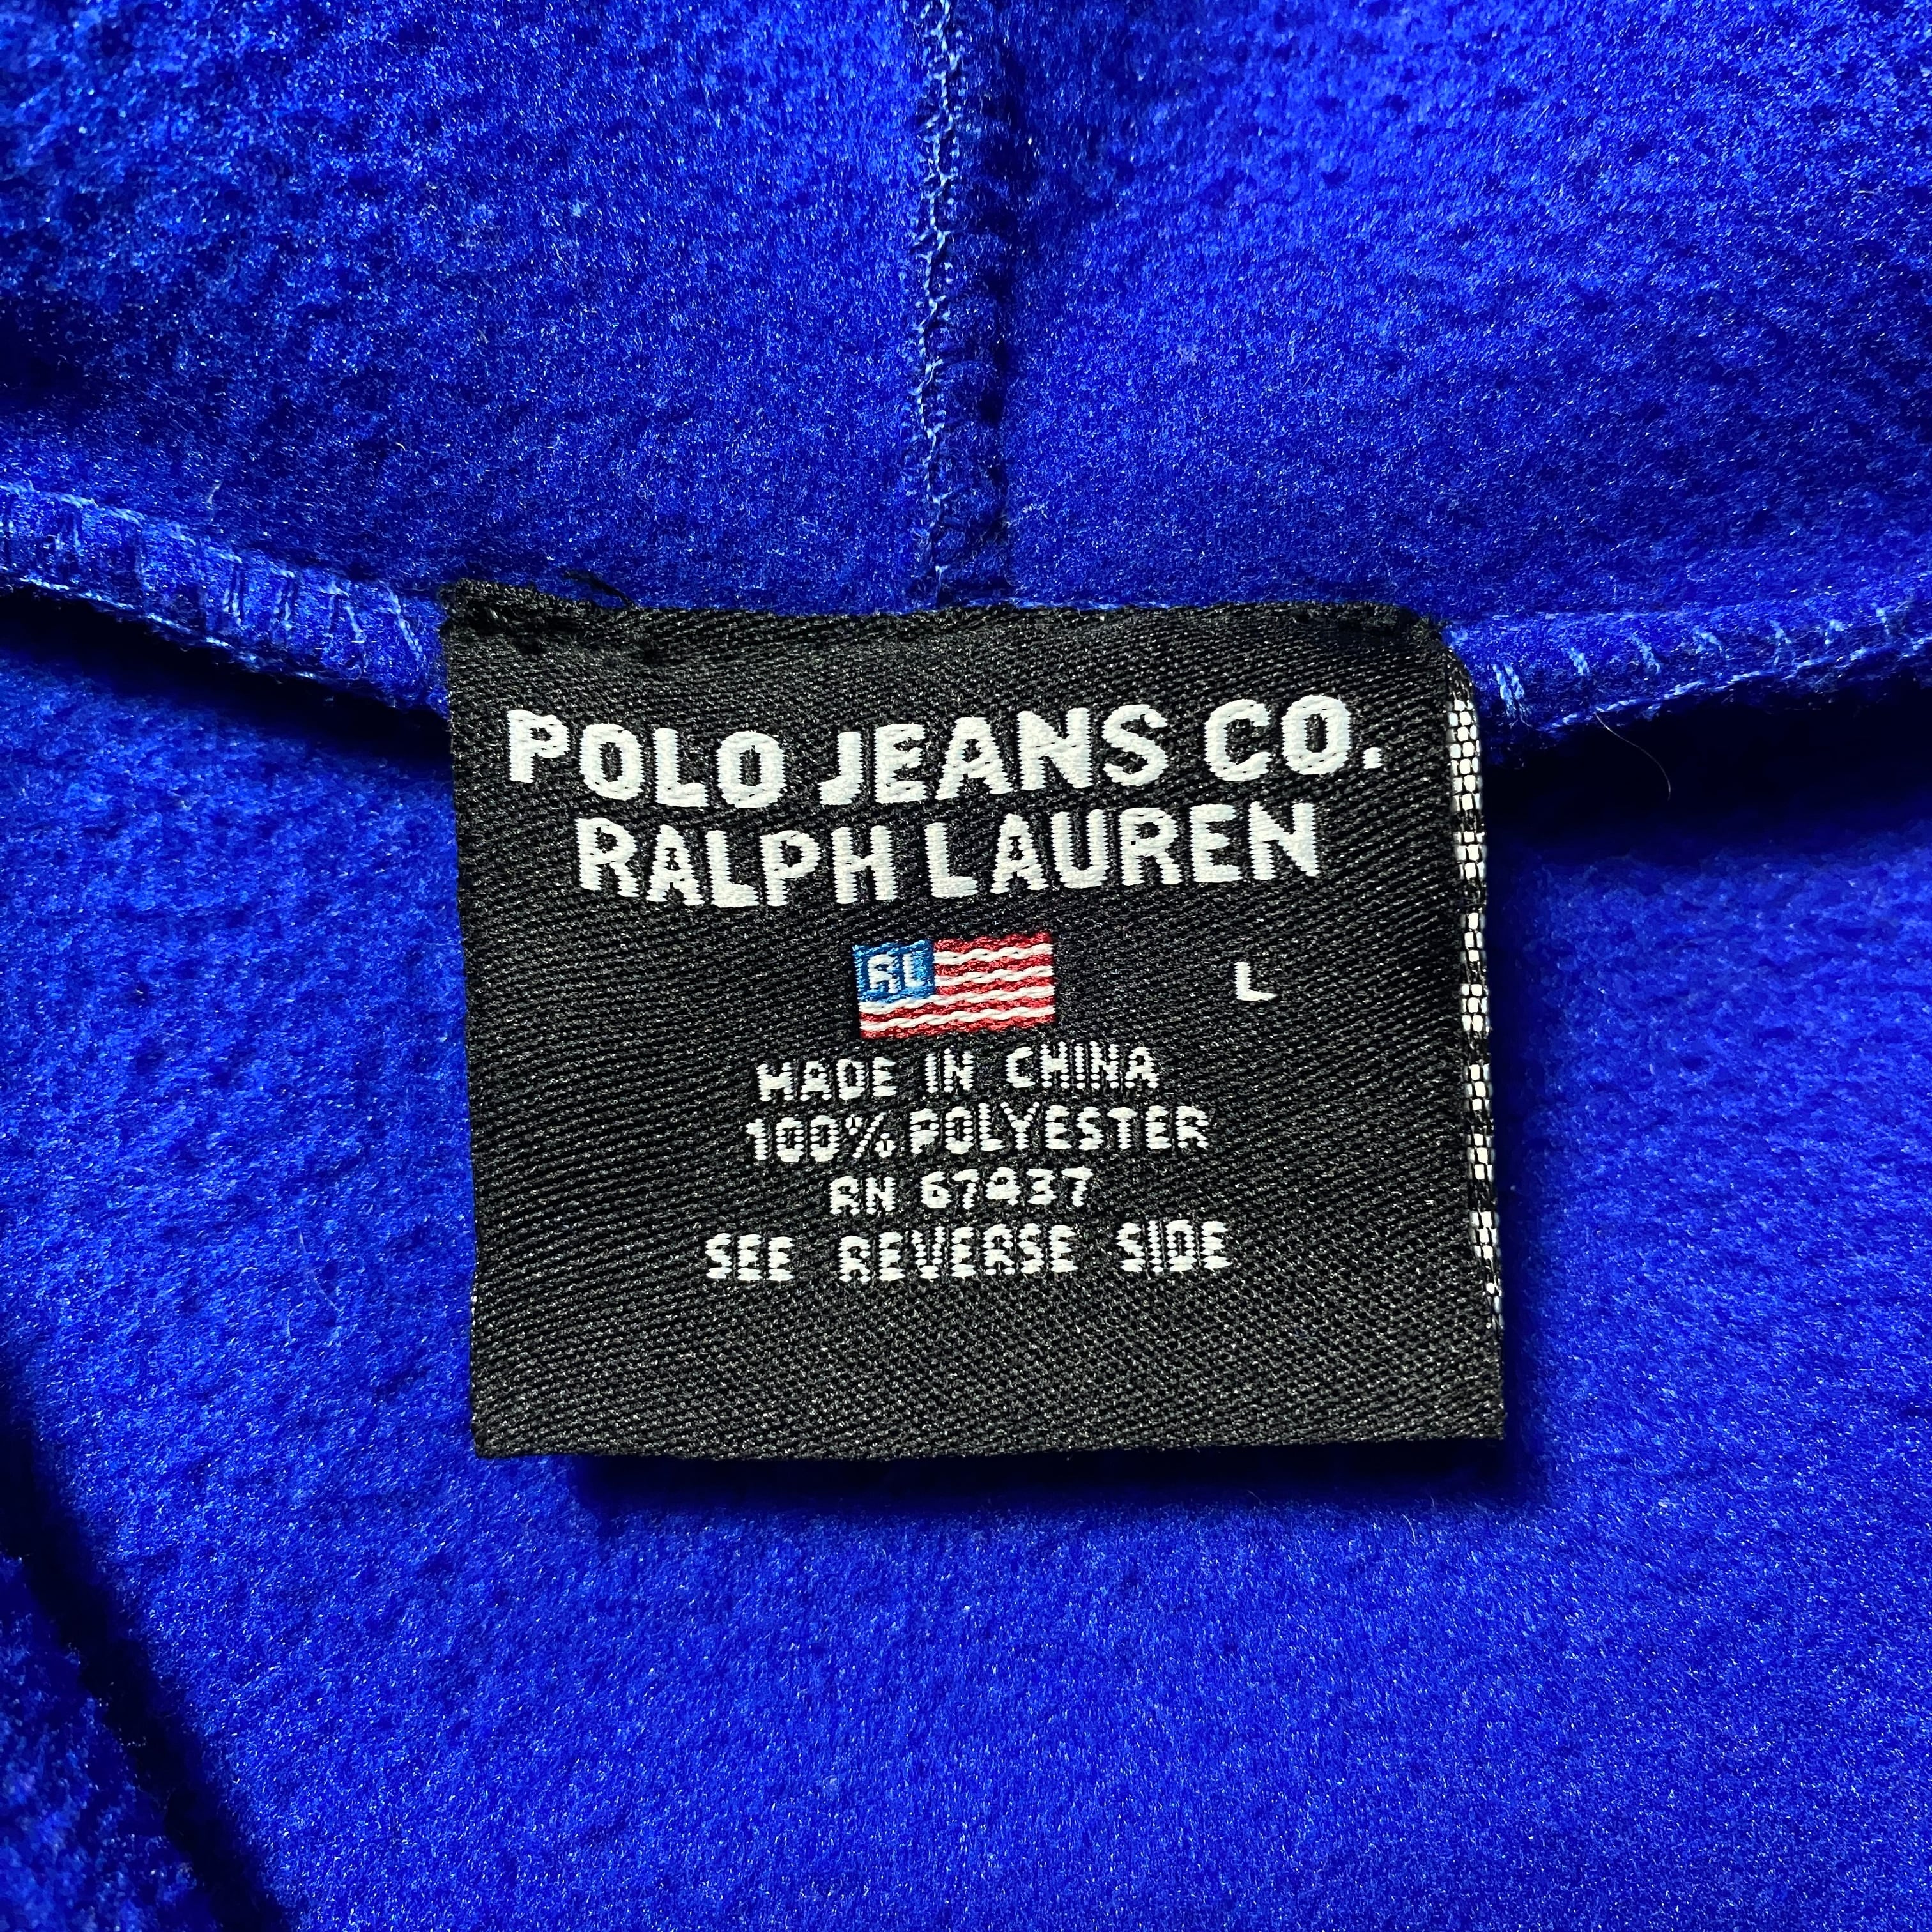 POLO JEANS CO.
RALPH LAUREN
RL
L
MADE IN CHINA
100% POLYESTER
RN 67437
SEE REVERSE SIDE